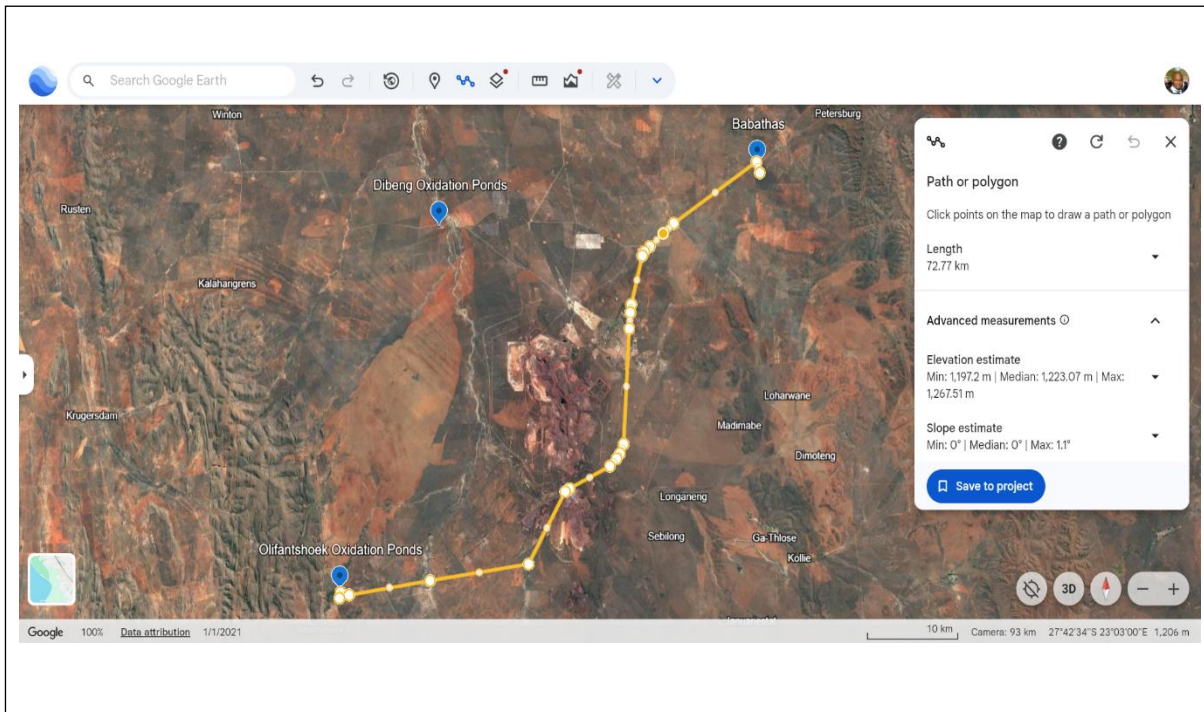 Search Google Earth
Winton
Babathas
Petersburg
Dibeng Oxidation Ponds
Rusten
Kalahangrens
Loharwane
Krugersdam
Madimabe
Dimoteng
Longaneng
Sebilong
Ga-Thlose
Kollie
Olifantshoek Oxidation Ponds
Path or polygon
Click points on the map to draw a path or polygon
Length
72.77 km
Advanced measurements
Elevation estimate
Min: 1,197.2 m | Median: 1,223.07 m | Max:
1,267.51 m
Slope estimate
Min: 0° | Median: 0° | Max: 1.1°
Save to project
3D
Google 100% Data attribution 1/1/2021
10 km Camera: 93 km 27°42'34"S 23°03'00"E 1,206 m